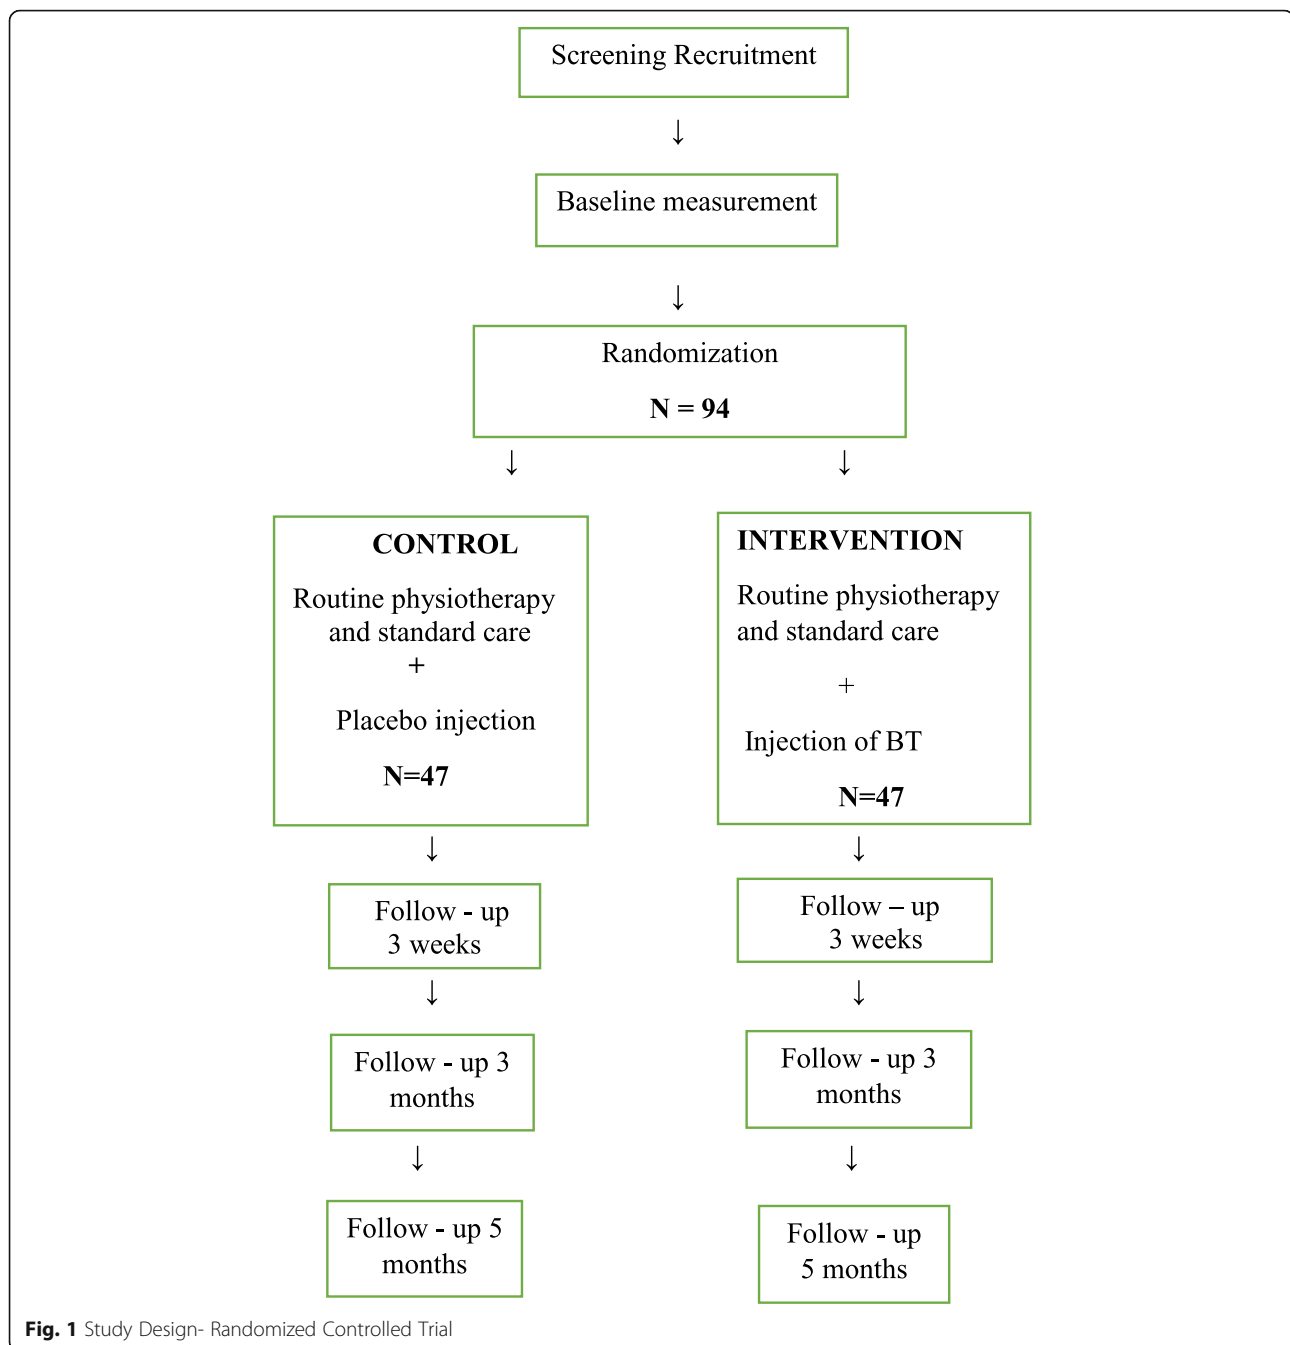 Screening Recruitment
↓
Baseline measurement
↓
Randomization
N = 94
↓ ↓
CONTROL
Routine physiotherapy
and standard care
+
Placebo injection
N=47
INTERVENTION
Routine physiotherapy
and standard care
+
Injection of BT
N=47
↓ ↓
Follow - up
3 weeks
Follow – up
3 weeks
↓ ↓
Follow - up 3
months
Follow - up 3
months
↓ ↓
Follow - up 5
months
Follow - up
5 months
Fig. 1 Study Design- Randomized Controlled Trial